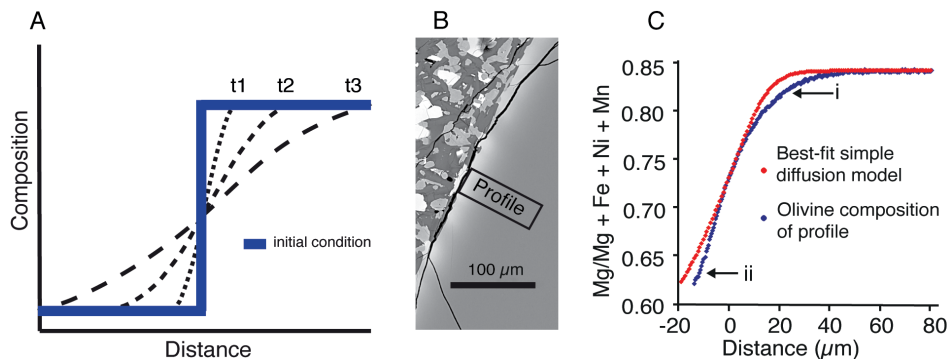 A
Composition
t1 t2 t3
initial condition
Distance
B
Profile
100 µm
C
Mg/Mg + Fe + Ni + Mn
0.85
0.80
0.75
0.70
0.65
0.60
i
Best-fit simple
diffusion model
Olivine composition
of profile
ii
-20 0 20 40 60 80
Distance (µm)